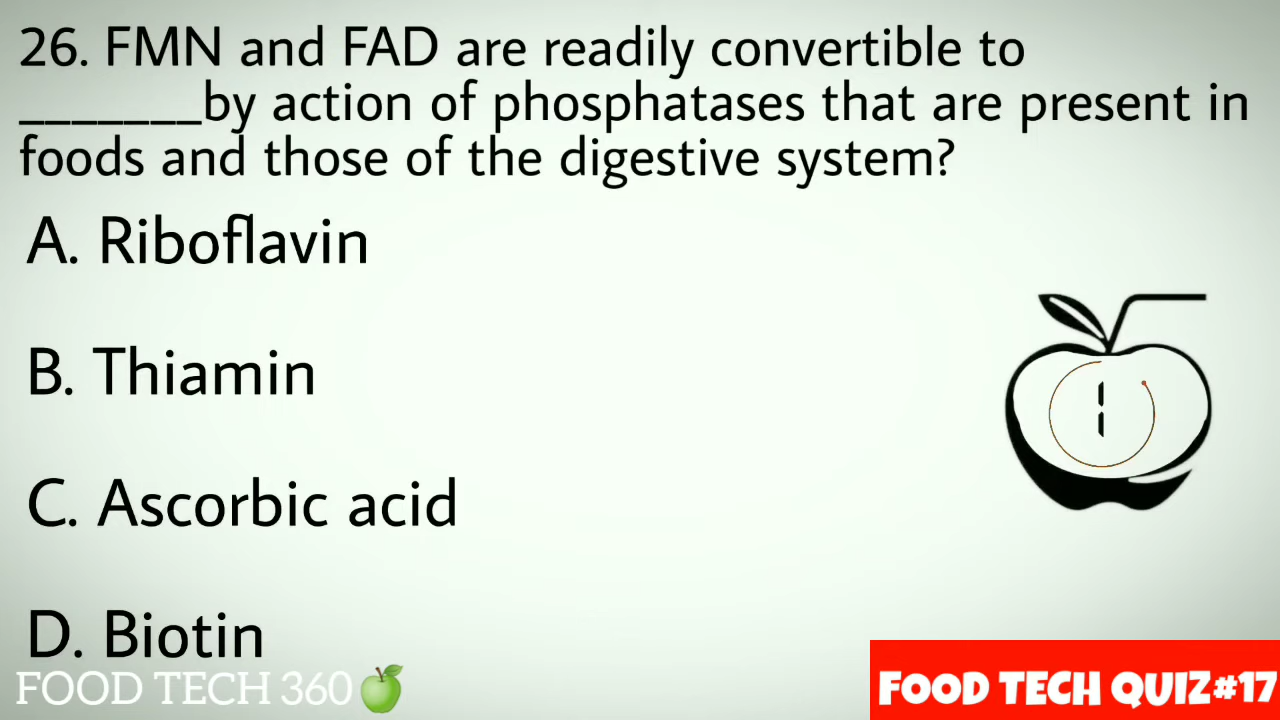 26. FMN and FAD are readily convertible to
_______by action of phosphatases that are present in
foods and those of the digestive system?
A. Riboflavin
B. Thiamin
1
C. Ascorbic acid
D. Biotin
FOOD TECH 360
FOOD TECH QUIZ#17